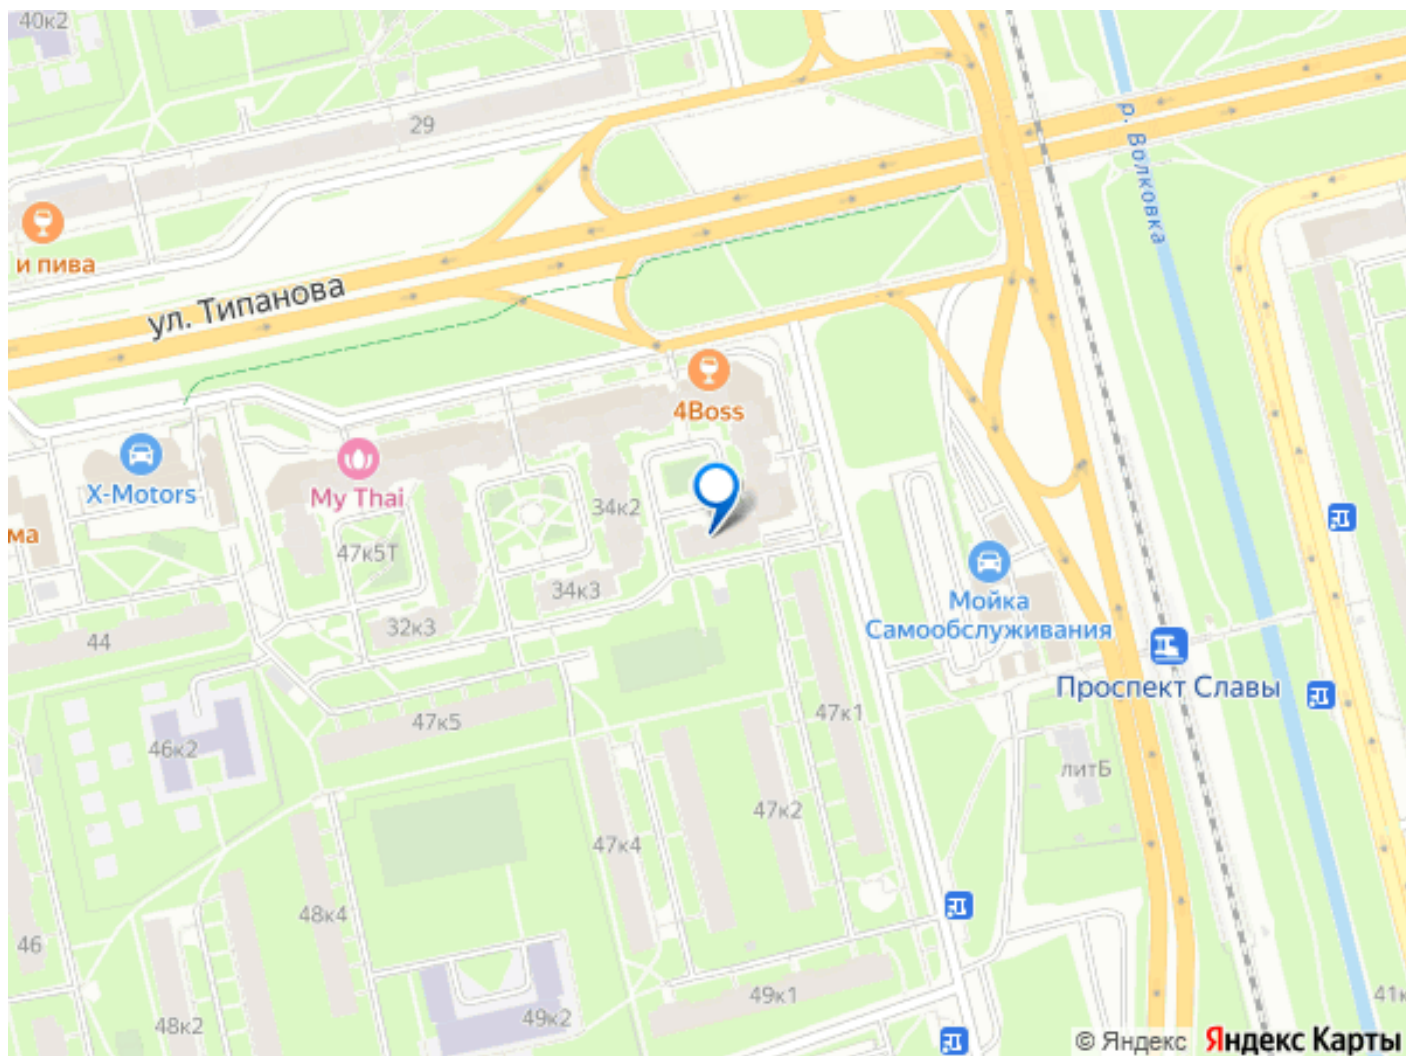 40к2
29
р. Волковка
и пива
ул. Типанова
4Boss
X-Motors
My Thai
34к2
ма
47к5Т
34к3
Мойка
Самообслуживания
32к3
44
Проспект Славы
47к5
47к1
46к2
литБ
47к2
47к4
48к4
46
49к1
41к
48к2
49к2
© Яндекс Яндекс Карты